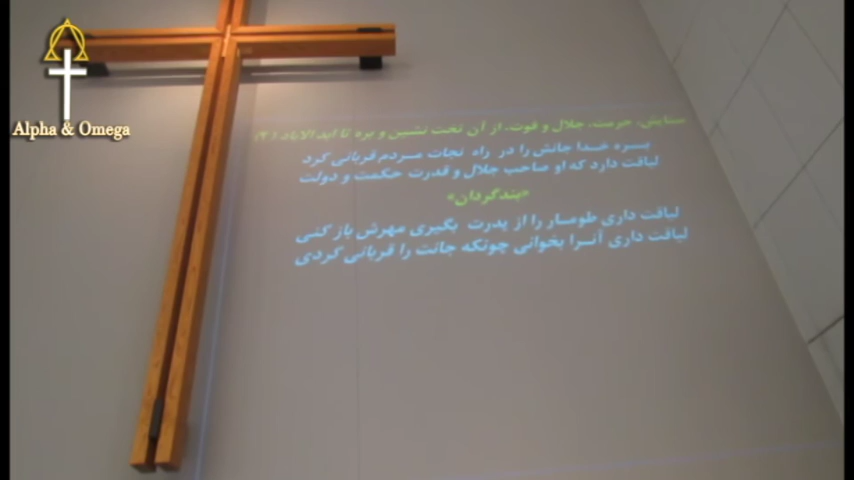 Alpha & Omega
ستایش، حرمت، جلال و قوت، از آن تخت نشین و بره تا ابدالاباد (۲)
بره خدا جانش را در راه نجات مردم قربانی کرد
لیاقت دارد که او صاحب جلال و قدرت حکمت و دولت
«بندگردان»
لیاقت داری طومار را از پدرت بگیری مهرش باز کنی
لیاقت داری آنرا بخوانی چونکه جانت را قربانی کردی